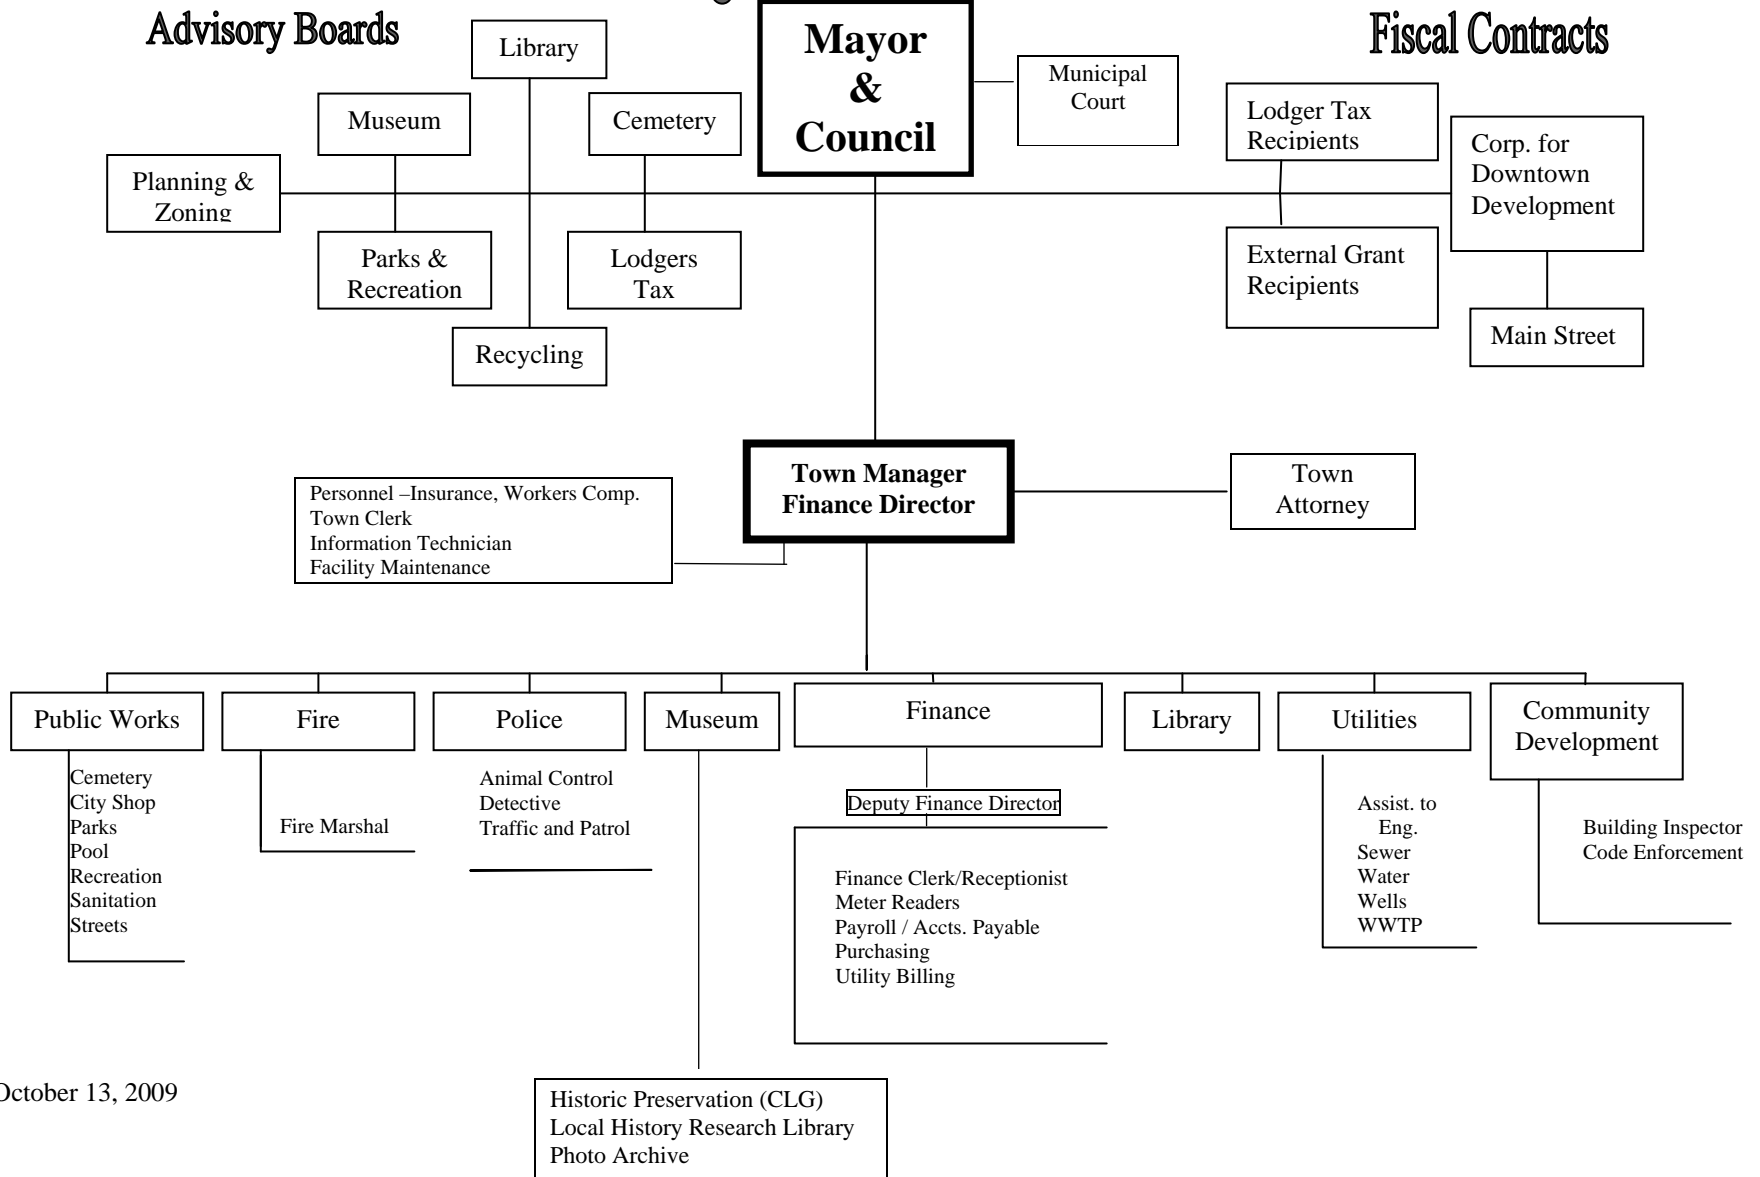 Advisory Boards
Library
Museum
Cemetery
Planning &
Zoning
Parks &
Recreation
Lodgers
Tax
Recycling
Mayor
&
Council
Municipal
Court
Fiscal Contracts
Lodger Tax
Recipients
Corp. for
Downtown
Development
External Grant
Recipients
Main Street
Town Manager
Finance Director
Town
Attorney
Personnel –Insurance, Workers Comp.
Town Clerk
Information Technician
Facility Maintenance
Public Works
Cemetery
City Shop
Parks
Pool
Recreation
Sanitation
Streets
Fire
Fire Marshal
Police
Animal Control
Detective
Traffic and Patrol
Museum
Historic Preservation (CLG)
Local History Research Library
Photo Archive
Finance
Deputy Finance Director
Finance Clerk/Receptionist
Meter Readers
Payroll / Accts. Payable
Purchasing
Utility Billing
Library
Utilities
Assist. to
Eng.
Sewer
Water
Wells
WWTP
Community
Development
Building Inspector
Code Enforcement
October 13, 2009